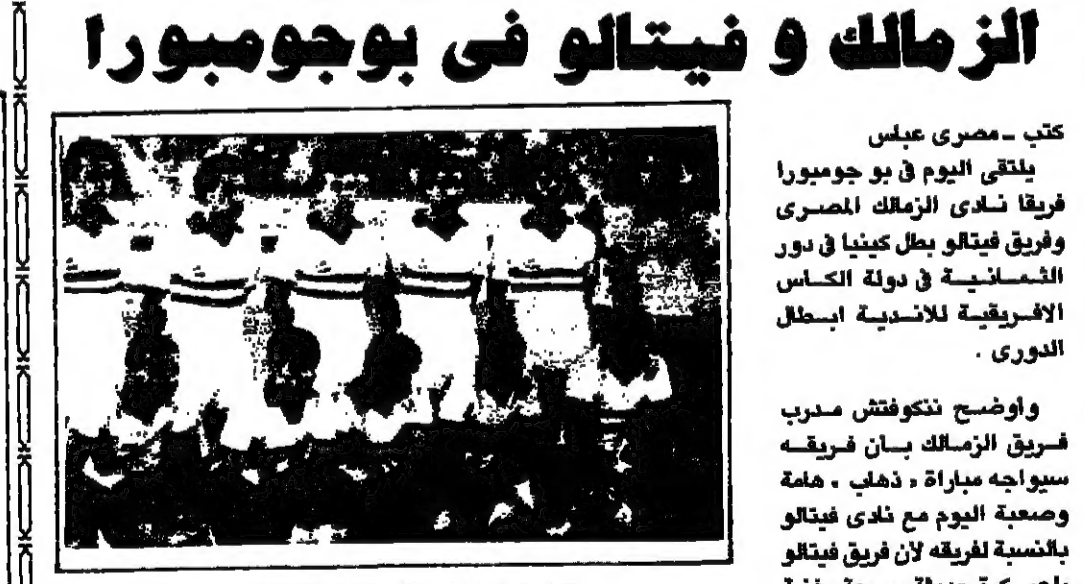 الزمالك و فيتالو فى بوجومبورا
كتب _ مصرى عباس
يلتقى اليوم فى بو جومبورا
فريقا نادى الزمالك المصرى
وفريق فيتالو بطل كينيا فى دور
الثمانية فى دولة الكاس
الافريقية للاندية ابطال
الدورى .
واوضح ننكوفتش مدرب
فريق الزمالك بان فريقه
سيواجه مباراة « ذهاب » هامة
وصعبة اليوم مع نادى فيتالو
بالنسبة لفريقه لان فريق فيتالو